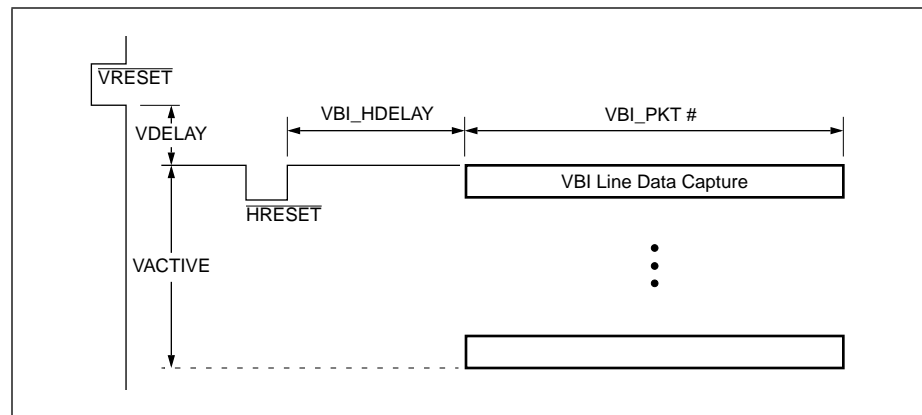 VRESET
VDELAY
VBI_HDELAY
VBI_PKT #
VBI Line Data Capture
HRESET
VACTIVE